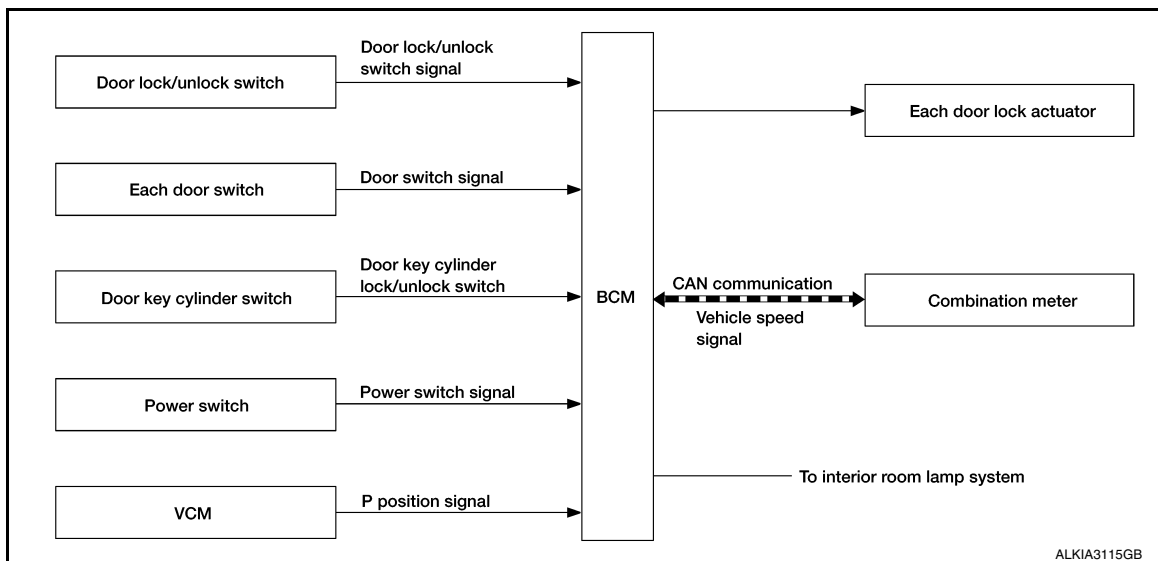 Door lock/unlock
switch signal
Door lock/unlock switch
Each door lock actuator
Each door switch
Door switch signal
Door key cylinder
lock/unlock switch
Door key cylinder switch
BCM
CAN communication
Vehicle speed
signal
Combination meter
Power switch
Power switch signal
To interior room lamp system
VCM
P position signal
ALKIA3115GB